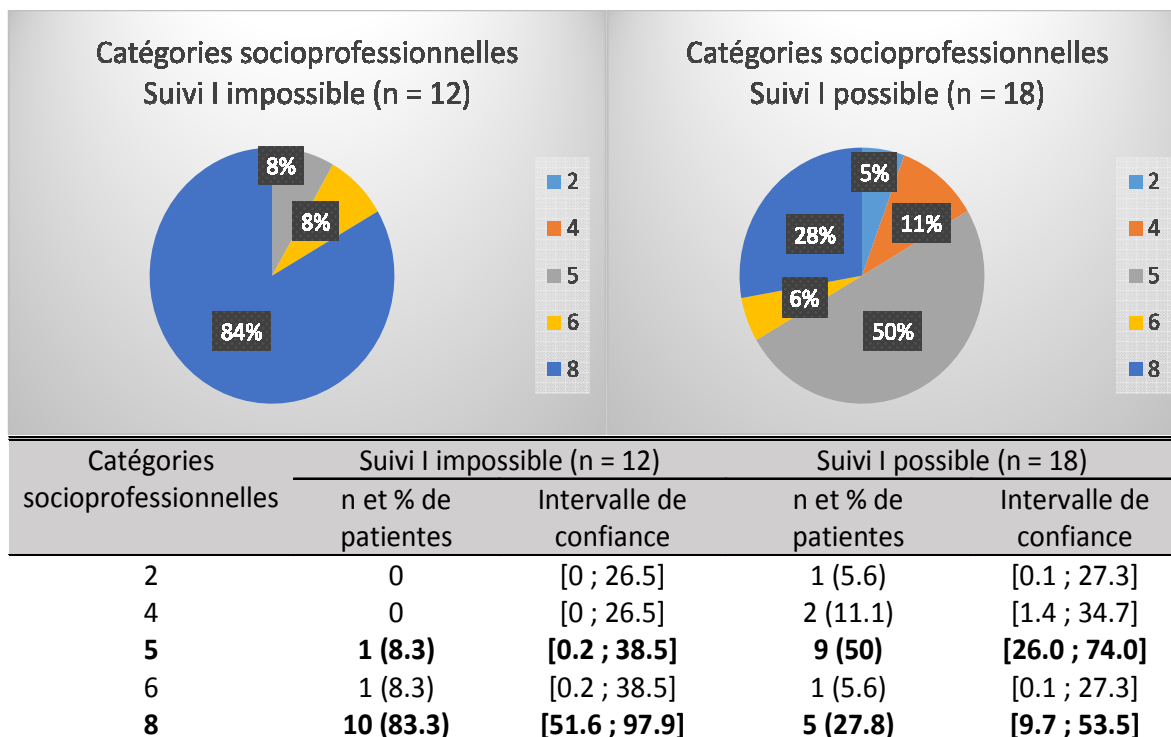 Catégories socioprofessionnelles
Suivi I impossible (n = 12)
8%
8%
84%
2
4
5
6
8
Catégories socioprofessionnelles
Suivi I possible (n = 18)
5%
11%
28%
6%
50%
2
4
5
6
8
Catégories socioprofessionnelles Suivi I impossible (n = 12) Suivi I possible (n = 18)
n et % de patientes Intervalle de confiance n et % de patientes Intervalle de confiance
2 0 [0 ; 26.5] 1 (5.6) [0.1 ; 27.3]
4 0 [0 ; 26.5] 2 (11.1) [1.4 ; 34.7]
5 1 (8.3) [0.2 ; 38.5] 9 (50) [26.0 ; 74.0]
6 1 (8.3) [0.2 ; 38.5] 1 (5.6) [0.1 ; 27.3]
8 10 (83.3) [51.6 ; 97.9] 5 (27.8) [9.7 ; 53.5]